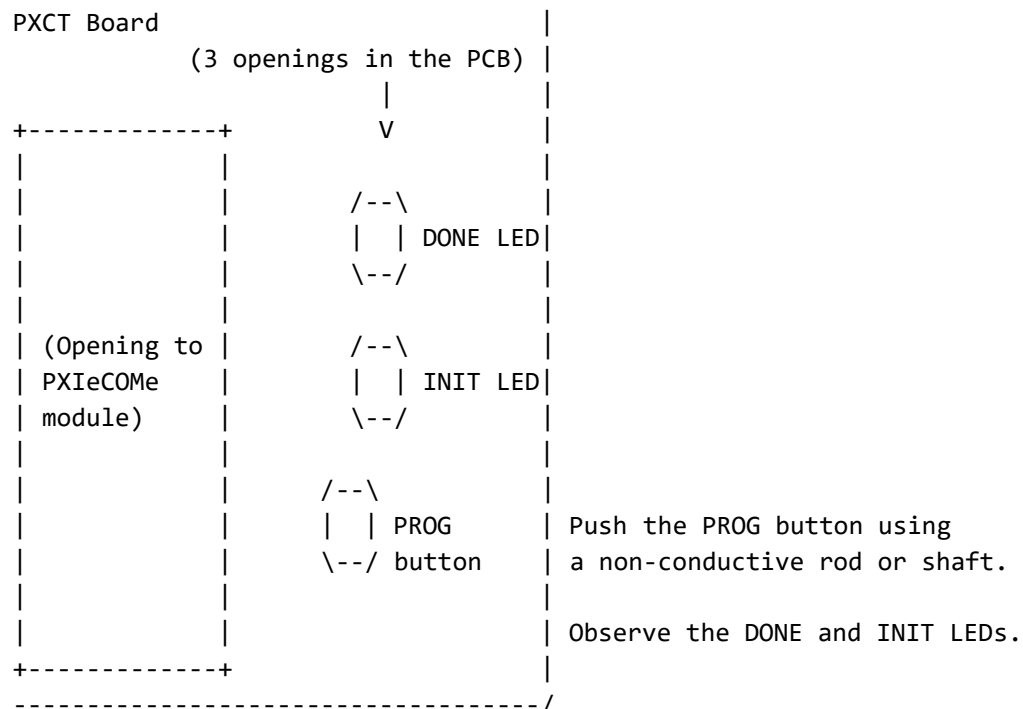 PXCT Board
(3 openings in the PCB)
V
DONE LED
(Opening to
PXIeCOMe
module)
INIT LED
PROG
button
Push the PROG button using
a non-conductive rod or shaft.
Observe the DONE and INIT LEDs.